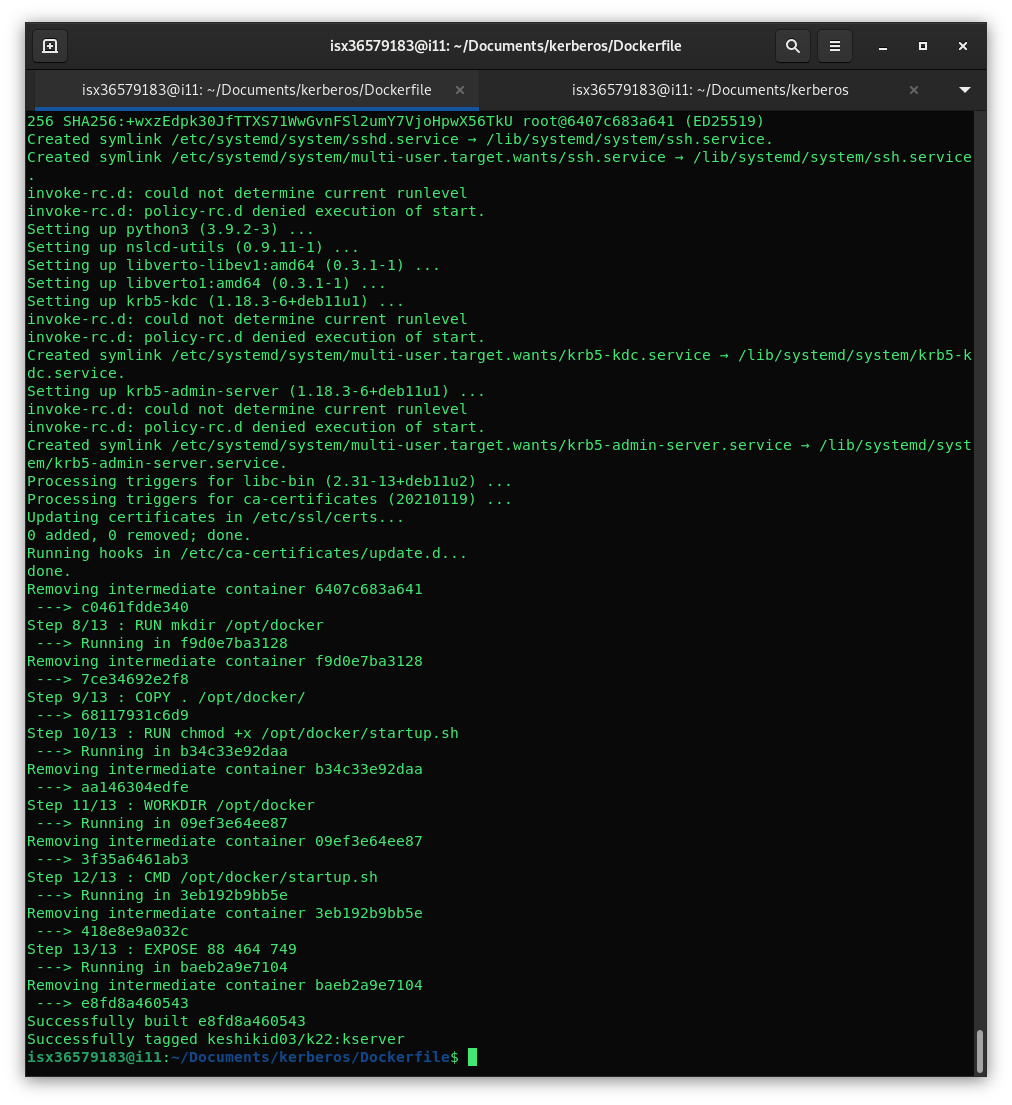 isx36579183@i11: ~/Documents/kerberos/Dockerfile
isx36579183@i11: ~/Documents/kerberos/Dockerfile
isx36579183@i11: ~/Documents/kerberos
256 SHA256:+wxzEdpk30JfTTXS71WwGvnFSl2umY7VjoHpwX56TkU root@6407c683a641 (ED25519)
Created symlink /etc/systemd/system/sshd.service → /lib/systemd/system/ssh.service.
Created symlink /etc/systemd/system/multi-user.target.wants/ssh.service → /lib/systemd/system/ssh.service
.
invoke-rc.d: could not determine current runlevel
invoke-rc.d: policy-rc.d denied execution of start.
Setting up python3 (3.9.2-3) ...
Setting up nslcd-utils (0.9.11-1) ...
Setting up libverto-libev1:amd64 (0.3.1-1) ...
Setting up libverto1:amd64 (0.3.1-1) ...
Setting up krb5-kdc (1.18.3-6+deb11u1) ...
invoke-rc.d: could not determine current runlevel
invoke-rc.d: policy-rc.d denied execution of start.
Created symlink /etc/systemd/system/multi-user.target.wants/krb5-kdc.service → /lib/systemd/system/krb5-k
dc.service.
Setting up krb5-admin-server (1.18.3-6+deb11u1) ...
invoke-rc.d: could not determine current runlevel
invoke-rc.d: policy-rc.d denied execution of start.
Created symlink /etc/systemd/system/multi-user.target.wants/krb5-admin-server.service → /lib/systemd/syst
em/krb5-admin-server.service.
Processing triggers for libc-bin (2.31-13+deb11u2) ...
Processing triggers for ca-certificates (20210119) ...
Updating certificates in /etc/ssl/certs...
0 added, 0 removed; done.
Running hooks in /etc/ca-certificates/update.d...
done.
Removing intermediate container 6407c683a641
 ---> c0461fdde340
Step 8/13 : RUN mkdir /opt/docker
 ---> Running in f9d0e7ba3128
Removing intermediate container f9d0e7ba3128
 ---> 7ce34692e2f8
Step 9/13 : COPY . /opt/docker/
 ---> 68117931c6d9
Step 10/13 : RUN chmod +x /opt/docker/startup.sh
 ---> Running in b34c33e92daa
Removing intermediate container b34c33e92daa
 ---> aa146304edfe
Step 11/13 : WORKDIR /opt/docker
 ---> Running in 09ef3e64ee87
Removing intermediate container 09ef3e64ee87
 ---> 3f35a6461ab3
Step 12/13 : CMD /opt/docker/startup.sh
 ---> Running in 3eb192b9bb5e
Removing intermediate container 3eb192b9bb5e
 ---> 418e8e9a032c
Step 13/13 : EXPOSE 88 464 749
 ---> Running in baeb2a9e7104
Removing intermediate container baeb2a9e7104
 ---> e8fd8a460543
Successfully built e8fd8a460543
Successfully tagged keshikid03/k22:kserver
isx36579183@i11:~/Documents/kerberos/Dockerfile$